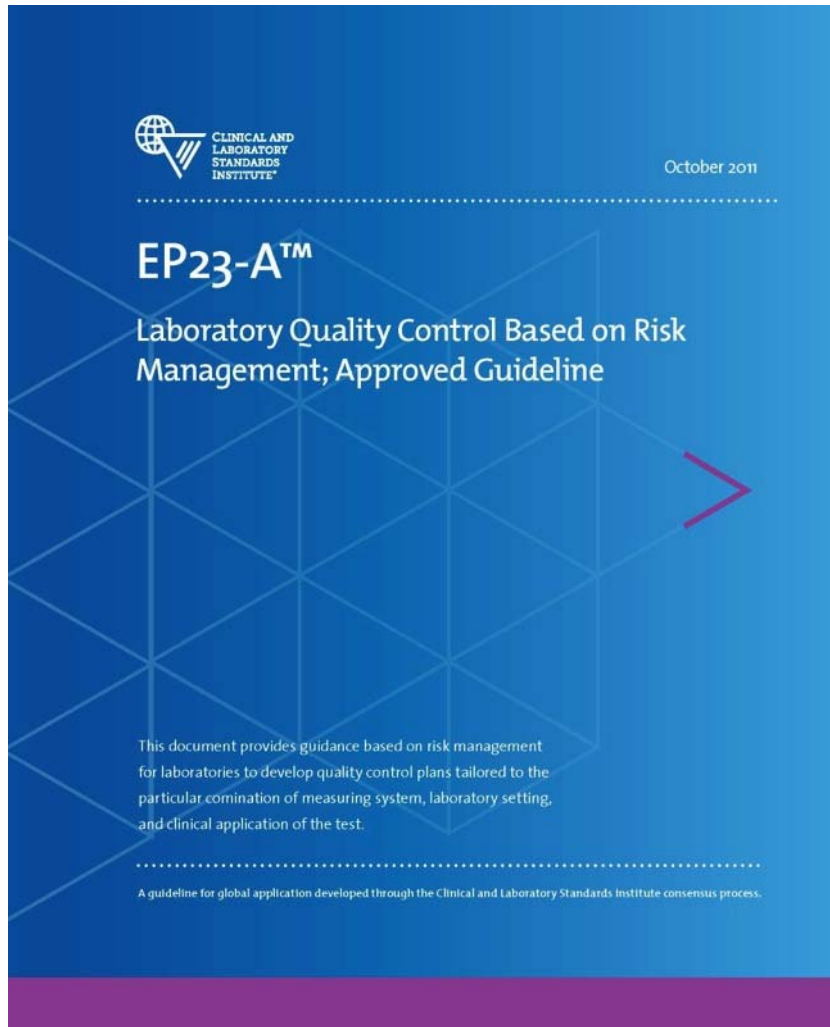 CLINICAL AND
LABORATORY
STANDARDS
INSTITUTE®
October 2011
EP23-A™
Laboratory Quality Control Based on Risk
Management; Approved Guideline
This document provides guidance based on risk management
for laboratories to develop quality control plans tailored to the
particular comination of measuring system, laboratory setting,
and clinical application of the test.
A guideline for global application developed through the Clinical and Laboratory Standards Institute consensus process.